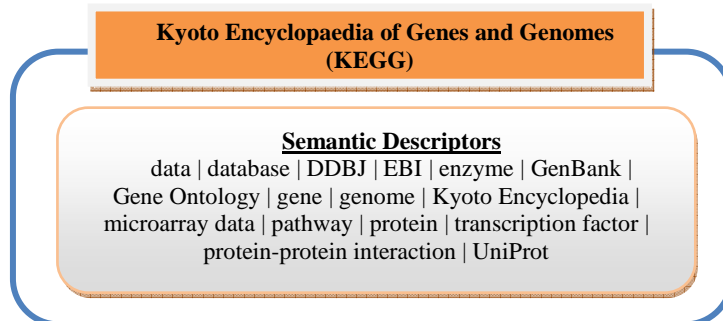 Kyoto Encyclopaedia of Genes and Genomes
(KEGG)
Semantic Descriptors
data | database | DDBJ | EBI | enzyme | GenBank |
Gene Ontology | gene | genome | Kyoto Encyclopedia |
microarray data | pathway | protein | transcription factor |
protein-protein interaction | UniProt